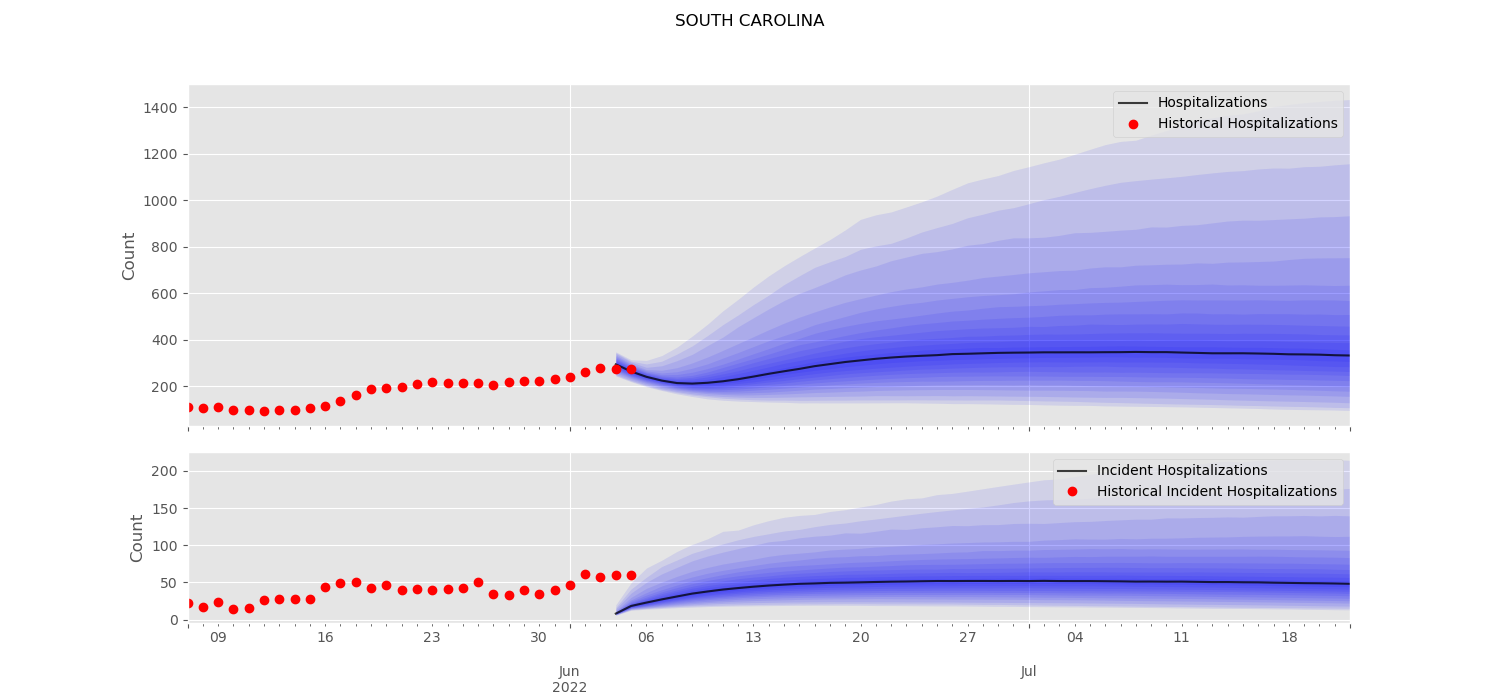 SOUTH CAROLINA
1400
1200
1000
800
600
400
200
Count
Hospitalizations
Historical Hospitalizations
200
150
100
50
0
Count
Incident Hospitalizations
Historical Incident Hospitalizations
09 16 23 30 06 13 20 27 04 11 18
Jun Jul
2022